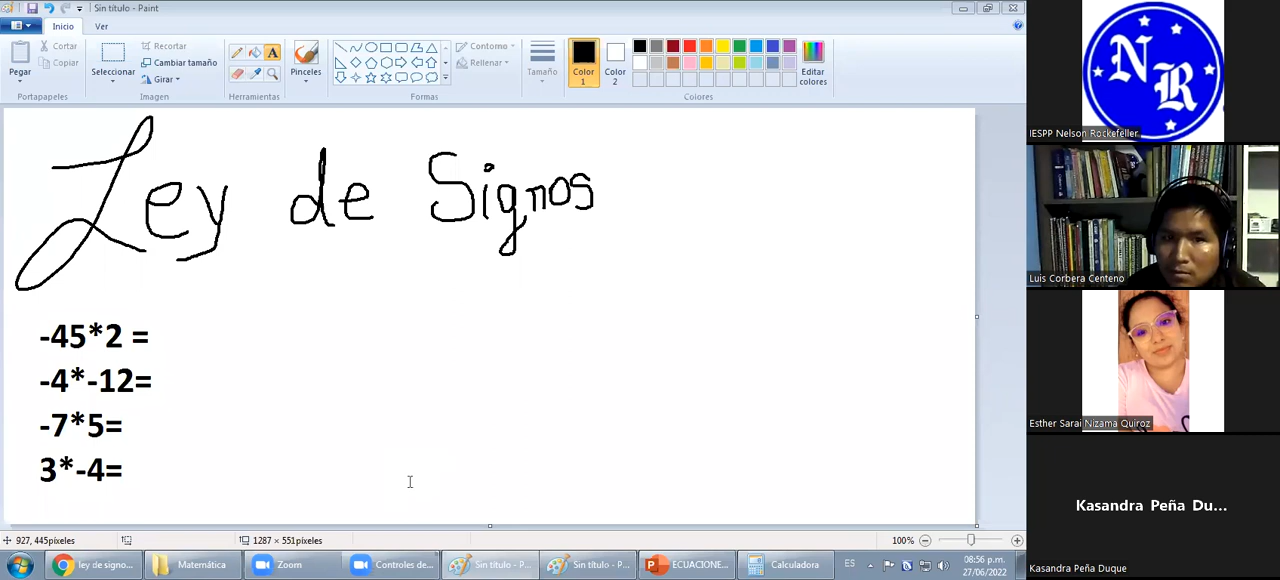 Sin título - Paint
Inicio
Ver
Pegar
Cortar
Copiar
Portapapeles
Seleccionar
Recortar
Cambiar tamaño
Girar
Imagen
A
Herramientas
Pinceles
Contorno
Rellenar
Formas
Tamaño
Color 1
Color 2
Editar colores
Colores
Ley de Signos
-45*2 =
-4*-12=
-7*5=
3*-4=
927, 445píxeles
1287 × 551píxeles
100%
ley de signo...
Matemática
Zoom
Controles de...
Sin título - P...
Sin título - P...
ECUACIONE...
Calculadora
ES
08:56 p.m.
27/06/2022
NR
IESPP Nelson Rockefeller
Luis Corbera Centeno
Esther Sarai Nizama Quiroz
Kasandra Peña Du...
Kasandra Peña Duque